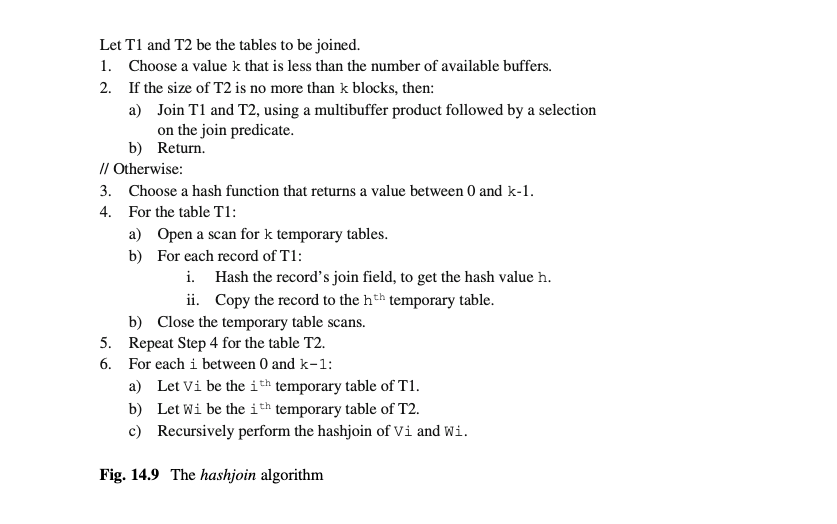 Let T1 and T2 be the tables to be joined.
1. Choose a value k that is less than the number of available buffers.
2. If the size of T2 is no more than k blocks, then:
a) Join T1 and T2, using a multibuffer product followed by a selection
on the join predicate.
b) Return.
// Otherwise:
3. Choose a hash function that returns a value between 0 and k-1.
4. For the table T1:
a) Open a scan for k temporary tables.
b) For each record of T1:
i. Hash the record's join field, to get the hash value h.
ii. Copy the record to the hth temporary table.
b) Close the temporary table scans.
5. Repeat Step 4 for the table T2.
6. For each i between 0 and k-1:
a) Let Vi be the ith temporary table of T1.
b) Let Wi be the ith temporary table of T2.
c) Recursively perform the hashjoin of Vi and Wi.
Fig. 14.9 The hashjoin algorithm